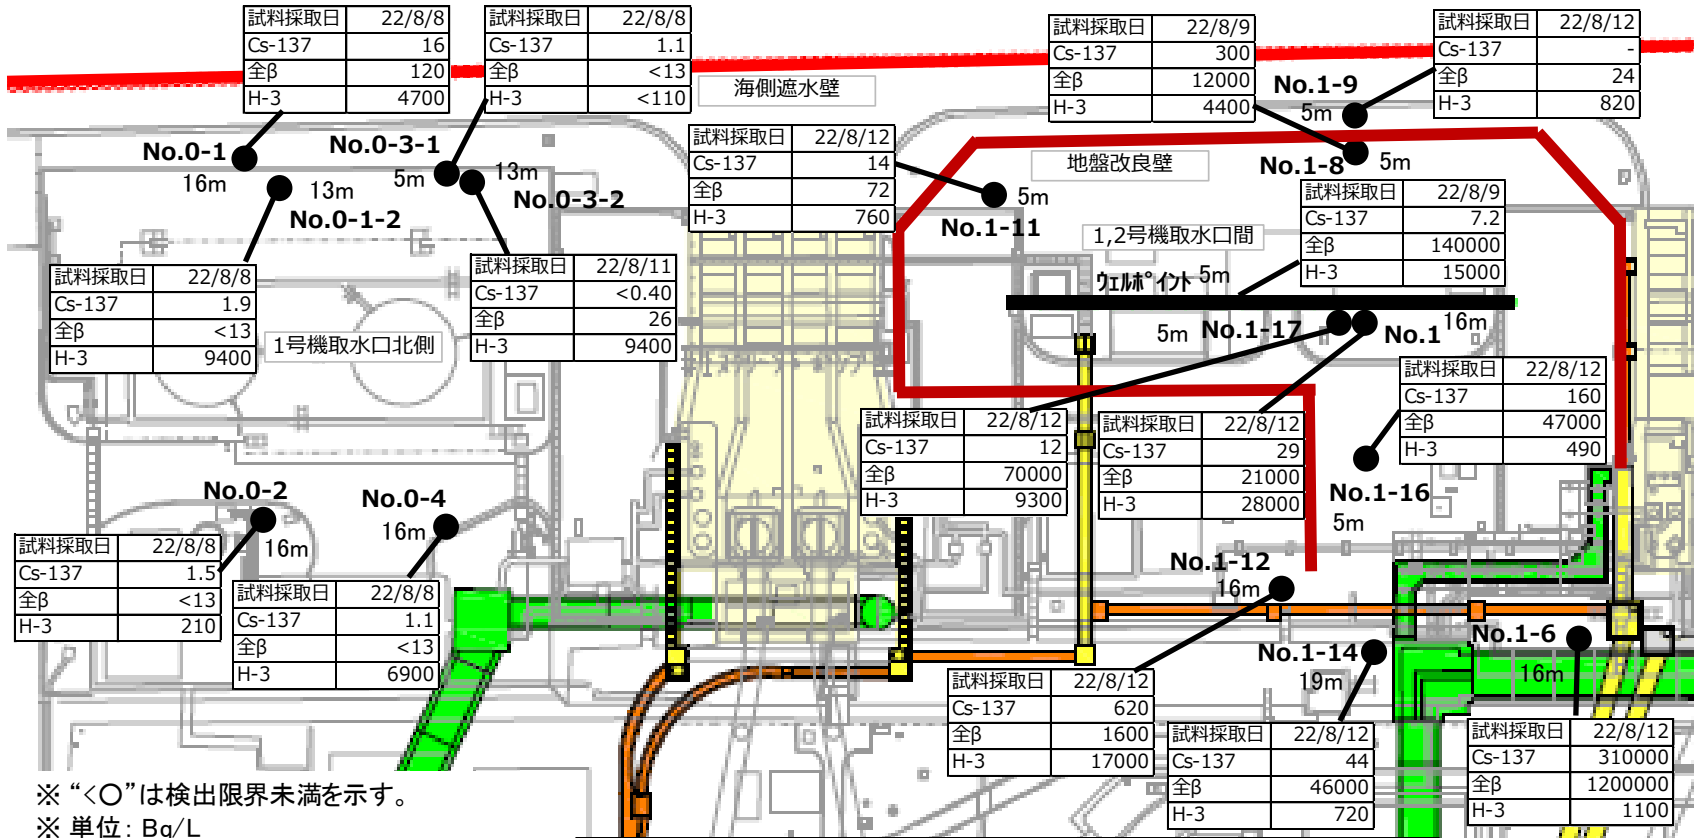 試料採取日 22/8/8
Cs-137 16
全β 120
H-3 4700
試料採取日 22/8/8
Cs-137 1.1
全β <13
H-3 <110
海側遮水壁
試料採取日 22/8/9
Cs-137 300
全β 12000
H-3 4400
試料採取日 22/8/12
Cs-137 -
全β 24
H-3 820
No.1-9
5m
No.0-1
16m
No.0-3-1
5m
13m
No.0-3-2
13m
No.0-1-2
試料採取日 22/8/12
Cs-137 14
全β 72
H-3 760
5m
No.1-11
地盤改良壁
No.1-8
5m
試料採取日 22/8/9
Cs-137 7.2
全β 140000
H-3 15000
1,2号機取水口間
ウェルポイント 5m
試料採取日 22/8/8
Cs-137 1.9
全β <13
H-3 9400
1号機取水口北側
試料採取日 22/8/11
Cs-137 <0.40
全β 26
H-3 9400
5m
No.1-17
No.1
16m
試料採取日 22/8/12
Cs-137 160
全β 47000
H-3 490
試料採取日 22/8/12
Cs-137 12
全β 70000
H-3 9300
試料採取日 22/8/12
Cs-137 29
全β 21000
H-3 28000
No.1-16
5m
No.0-2
16m
No.0-4
16m
試料採取日 22/8/8
Cs-137 1.5
全β <13
H-3 210
試料採取日 22/8/8
Cs-137 1.1
全β <13
H-3 6900
No.1-12
16m
No.1-14
19m
No.1-6
16m
試料採取日 22/8/12
Cs-137 620
全β 1600
H-3 17000
試料採取日 22/8/12
Cs-137 44
全β 46000
H-3 720
試料採取日 22/8/12
Cs-137 310000
全β 1200000
H-3 1100
※ “<○”は検出限界未満を示す。
※ 単位: Bq/L